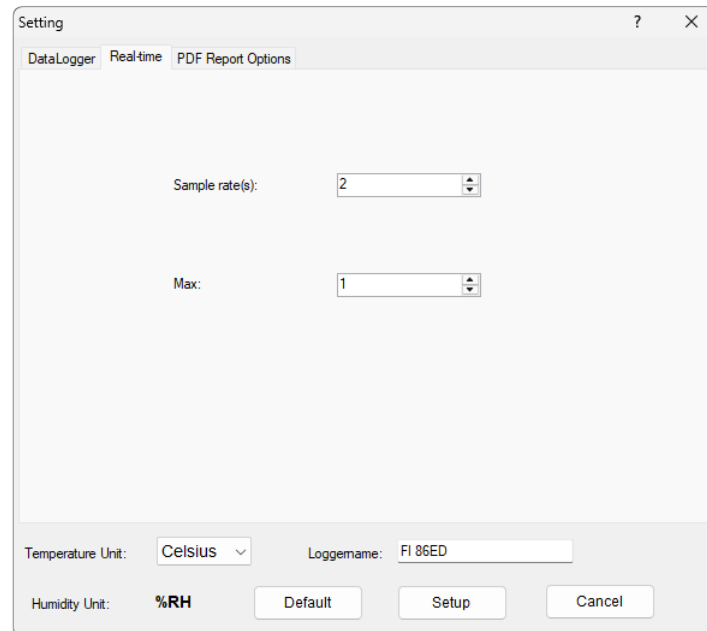 Setting ?
DataLogger Real-time PDF Report Options
Sample rate(s): 2
Max: 1
Temperature Unit: Celsius Loggername: FI 86ED
Humidity Unit: %RH Default Setup Cancel